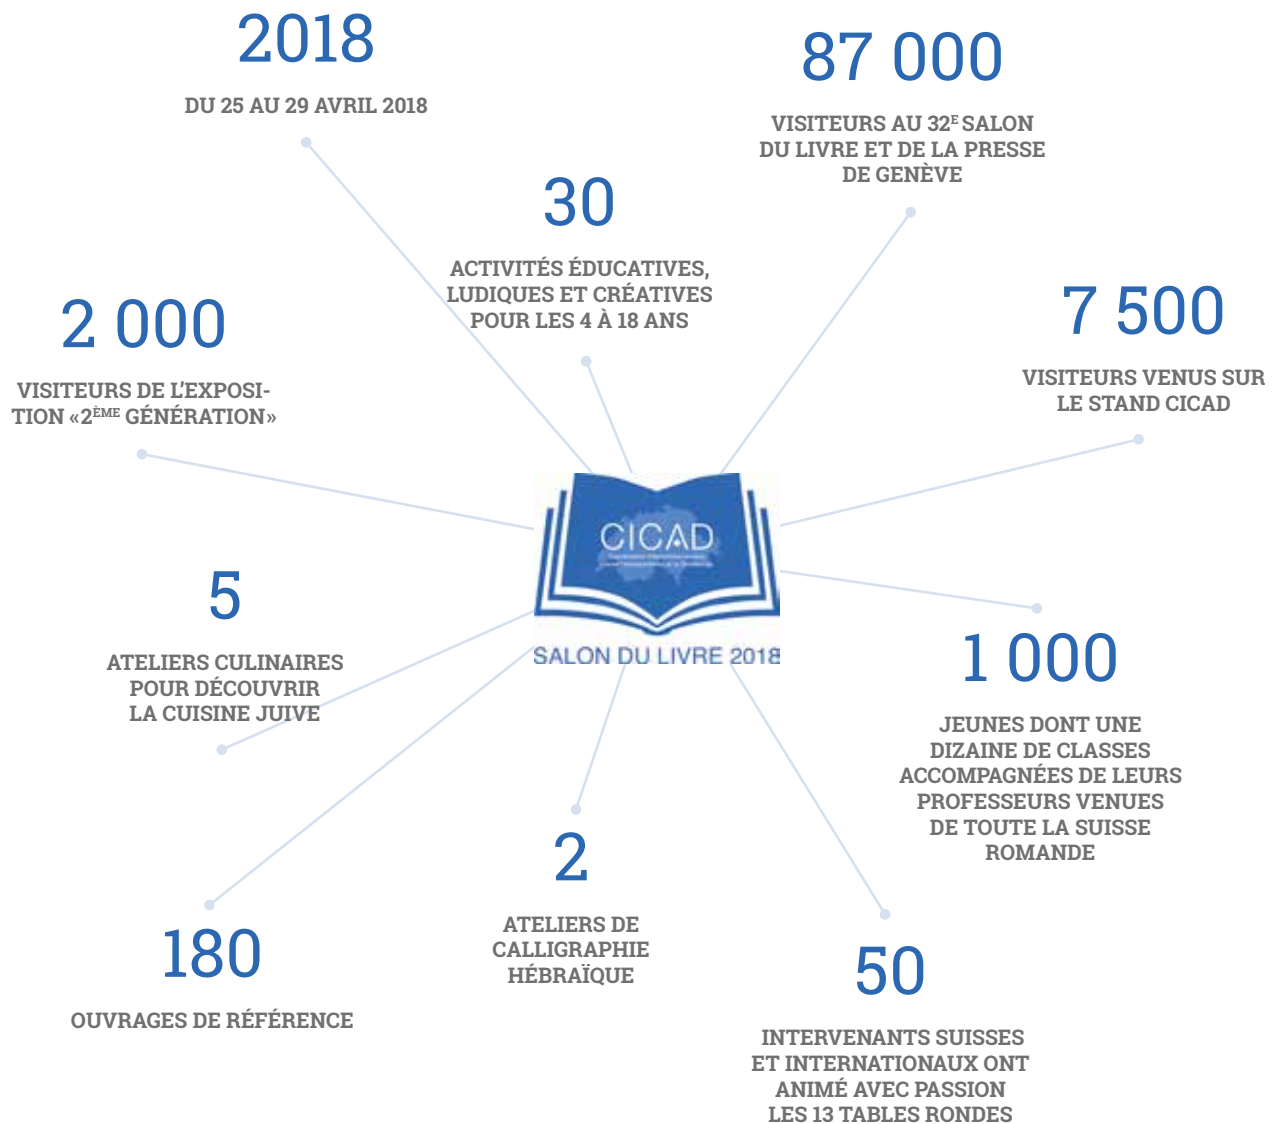 2018
DU 25 AU 29 AVRIL 2018
87 000
VISITEURS AU 32E SALON
DU LIVRE ET DE LA PRESSE
DE GENÈVE
30
ACTIVITÉS ÉDUCATIVES,
LUDIQUES ET CRÉATIVES
POUR LES 4 À 18 ANS
2 000
VISITEURS DE L’EXPOSI-
TION «2ÈME GÉNÉRATION»
7 500
VISITEURS VENUS SUR
LE STAND CICAD
CICAD
SALON DU LIVRE 2018
5
ATELIERS CULINAIRES
POUR DÉCOUVRIR
LA CUISINE JUIVE
1 000
JEUNES DONT UNE
DIZAINE DE CLASSES
ACCOMPAGNÉES DE LEURS
PROFESSEURS VENUES
DE TOUTE LA SUISSE
ROMANDE
180
OUVRAGES DE RÉFÉRENCE
2
ATELIERS DE
CALLIGRAPHIE
HÉBRAÏQUE
50
INTERVENANTS SUISSES
ET INTERNATIONAUX ONT
ANIMÉ AVEC PASSION
LES 13 TABLES RONDES